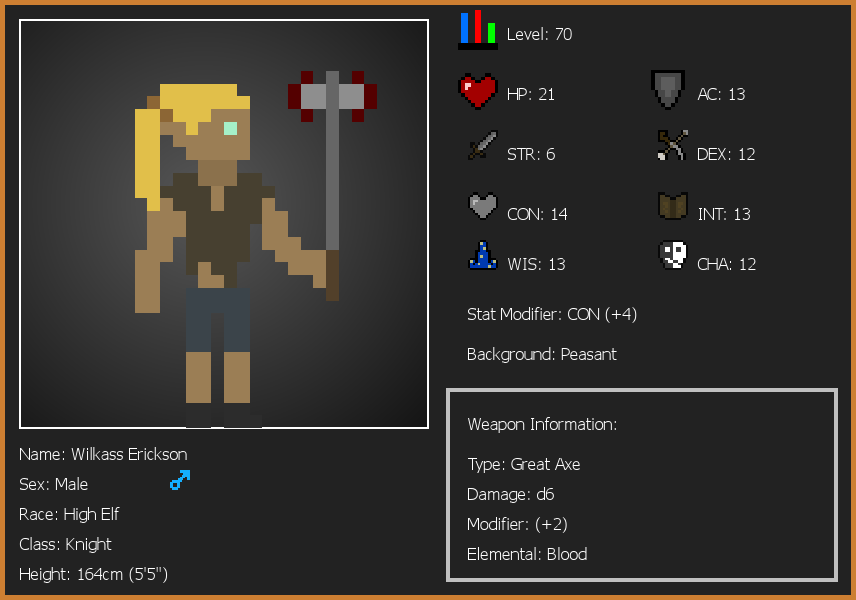 Level: 70
HP: 21
AC: 13
STR: 6
DEX: 12
CON: 14
INT: 13
WIS: 13
CHA: 12
Stat Modifier: CON (+4)
Background: Peasant
Weapon Information:
Type: Great Axe
Damage: d6
Modifier: (+2)
Elemental: Blood
Name: Wilkass Erickson
Sex: Male
Race: High Elf
Class: Knight
Height: 164cm (5'5")